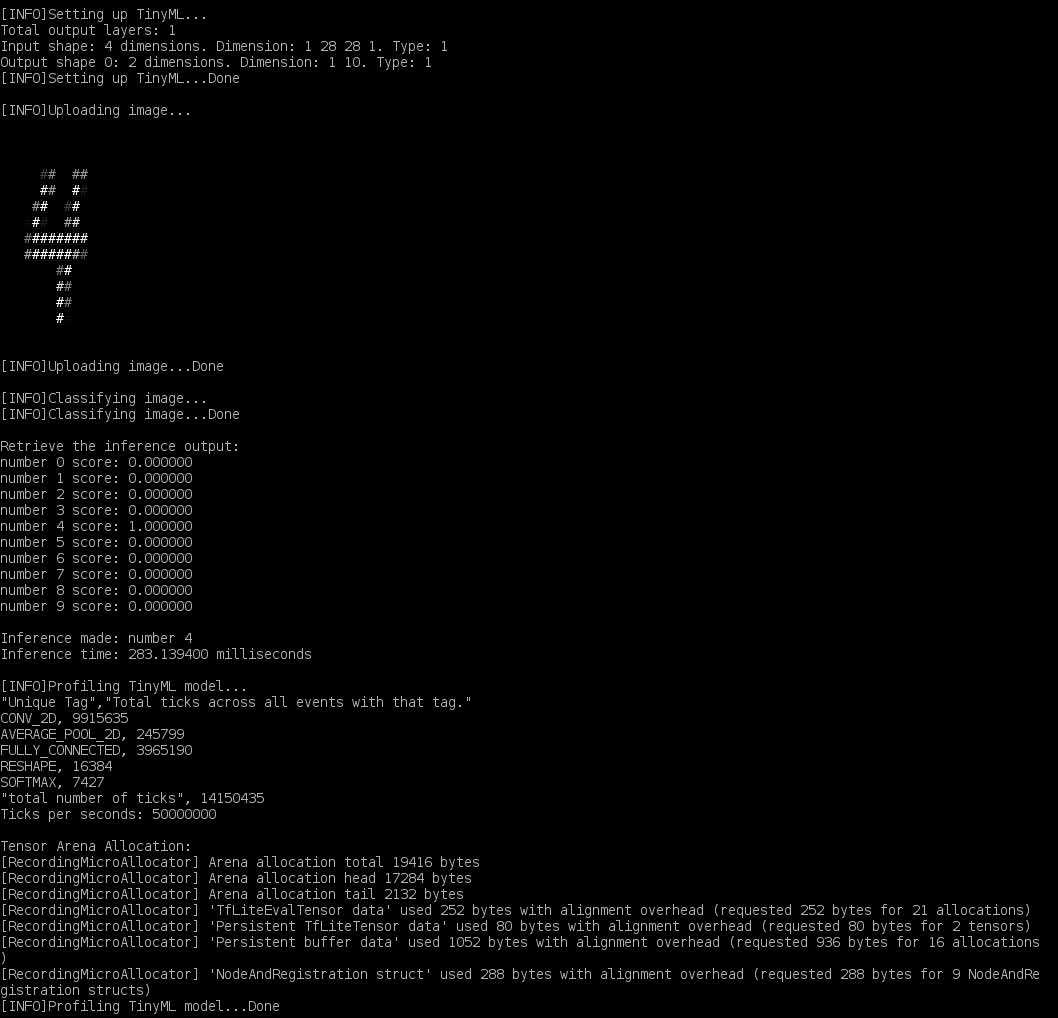 [INFO]Setting up TinyML...
Total output layers: 1
Input shape: 4 dimensions. Dimension: 1 28 28 1. Type: 1
Output shape 0: 2 dimensions. Dimension: 1 10. Type: 1
[INFO]Setting up TinyML...Done
[INFO]Uploading image...
     ##  ##
     ##  ##
    ##  ##
    ##  ##
   ########
   ########
       ##
       ##
       ##
       #
[INFO]Uploading image...Done
[INFO]Classifying image...
[INFO]Classifying image...Done
Retrieve the inference output:
number 0 score: 0.000000
number 1 score: 0.000000
number 2 score: 0.000000
number 3 score: 0.000000
number 4 score: 1.000000
number 5 score: 0.000000
number 6 score: 0.000000
number 7 score: 0.000000
number 8 score: 0.000000
number 9 score: 0.000000
Inference made: number 4
Inference time: 283.139400 milliseconds
[INFO]Profiling TinyML model...
"Unique Tag","Total ticks across all events with that tag."
CONV_2D, 9915635
AVERAGE_POOL_2D, 245799
FULLY_CONNECTED, 3965190
RESHAPE, 16384
SOFTMAX, 7427
"total number of ticks", 14150435
Ticks per seconds: 50000000
Tensor Arena Allocation:
[RecordingMicroAllocator] Arena allocation total 19416 bytes
[RecordingMicroAllocator] Arena allocation head 17284 bytes
[RecordingMicroAllocator] Arena allocation tail 2132 bytes
[RecordingMicroAllocator] 'TfLiteEvalTensor data' used 252 bytes with alignment overhead (requested 252 bytes for 21 allocations)
[RecordingMicroAllocator] 'Persistent TfLiteTensor data' used 80 bytes with alignment overhead (requested 80 bytes for 2 tensors)
[RecordingMicroAllocator] 'Persistent buffer data' used 1052 bytes with alignment overhead (requested 936 bytes for 16 allocations
)
[RecordingMicroAllocator] 'NodeAndRegistration struct' used 288 bytes with alignment overhead (requested 288 bytes for 9 NodeAndRe
gistration structs)
[INFO]Profiling TinyML model...Done